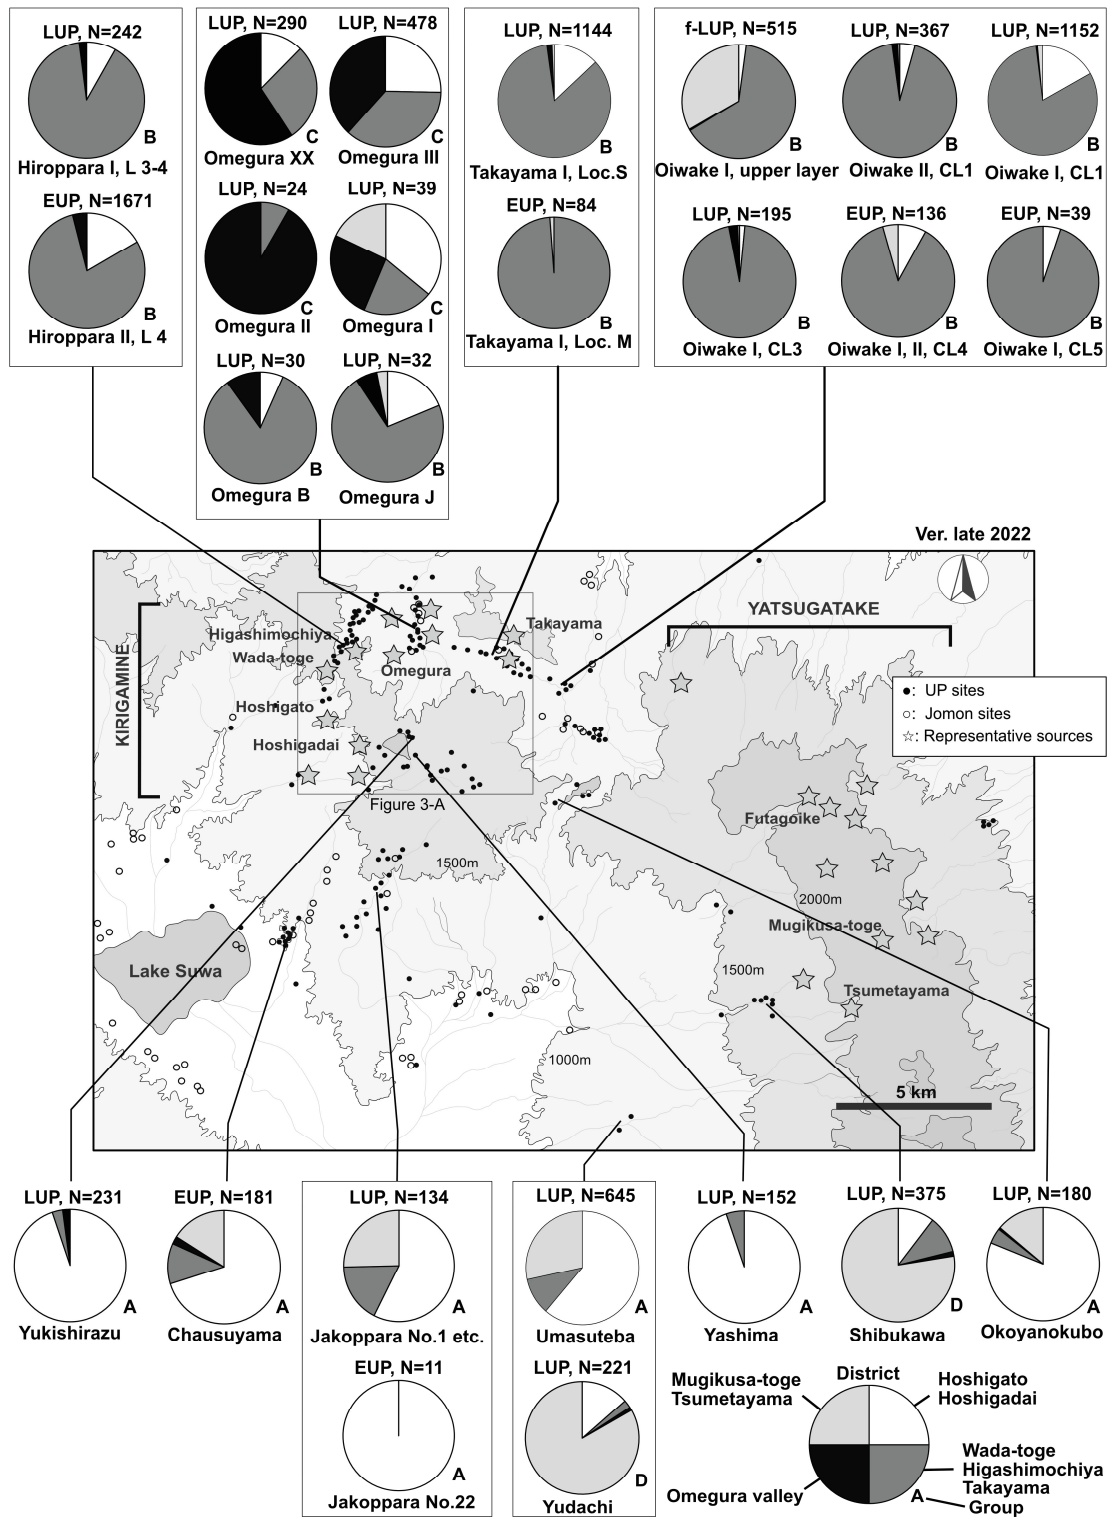 LUP, N=242
B
Hiroppara I, L 3-4
EUP, N=1671
B
Hiroppara II, L 4
LUP, N=290
C
Omegura XX
LUP, N=478
C
Omegura III
LUP, N=24
C
Omegura II
LUP, N=39
C
Omegura I
LUP, N=30
B
Omegura B
LUP, N=32
B
Omegura J
LUP, N=1144
B
Takayama I, Loc.S
EUP, N=84
B
Takayama I, Loc. M
f-LUP, N=515
B
Oiwake I, upper layer
LUP, N=367
B
Oiwake II, CL1
LUP, N=1152
B
Oiwake I, CL1
LUP, N=195
B
Oiwake I, CL3
EUP, N=136
B
Oiwake I, II, CL4
EUP, N=39
B
Oiwake I, CL5
Ver. late 2022
KIRIGAMINE
YATSUGATAKE
Higashimochiya
Wada-toge
Omegura
Takayama
Hoshigato
Hoshigadai
Figure 3-A
: UP sites
: Jomon sites
: Representative sources
Futagoike
1500m
2000m
Mugikusa-toge
Lake Suwa
1500m
Tsumetayama
1000m
5 km
LUP, N=231
A
Yukishirazu
EUP, N=181
A
Chausuyama
LUP, N=134
A
Jakoppara No.1 etc.
EUP, N=11
A
Jakoppara No.22
LUP, N=645
A
Umasuteba
LUP, N=221
D
Yudachi
LUP, N=152
A
Yashima
LUP, N=375
D
Shibukawa
LUP, N=180
A
Okoyanokubo
District
Mugikusa-toge
Tsumetayama
Hoshigato
Hoshigadai
Omegura valley
Wada-toge
Higashimochiya
Takayama
A
Group